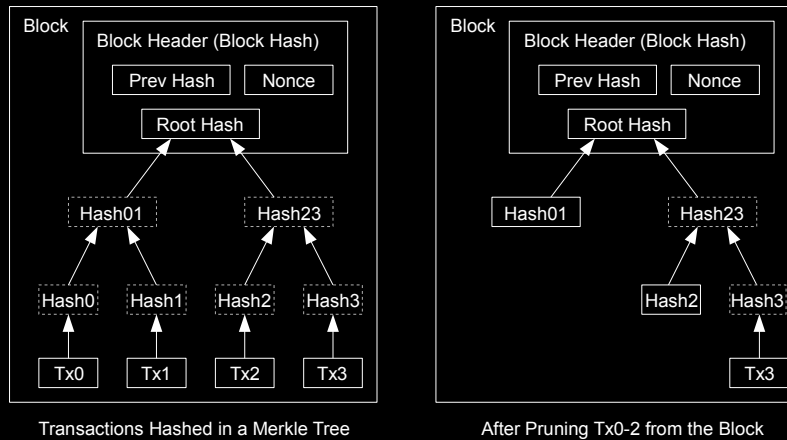 Block
Block Header (Block Hash)
Prev Hash
Nonce
Root Hash
Hash01
Hash23
Hash0
Hash1
Hash2
Hash3
Tx0
Tx1
Tx2
Tx3
Transactions Hashed in a Merkle Tree
Block
Block Header (Block Hash)
Prev Hash
Nonce
Root Hash
Hash01
Hash23
Hash2
Hash3
Tx3
After Pruning Tx0-2 from the Block